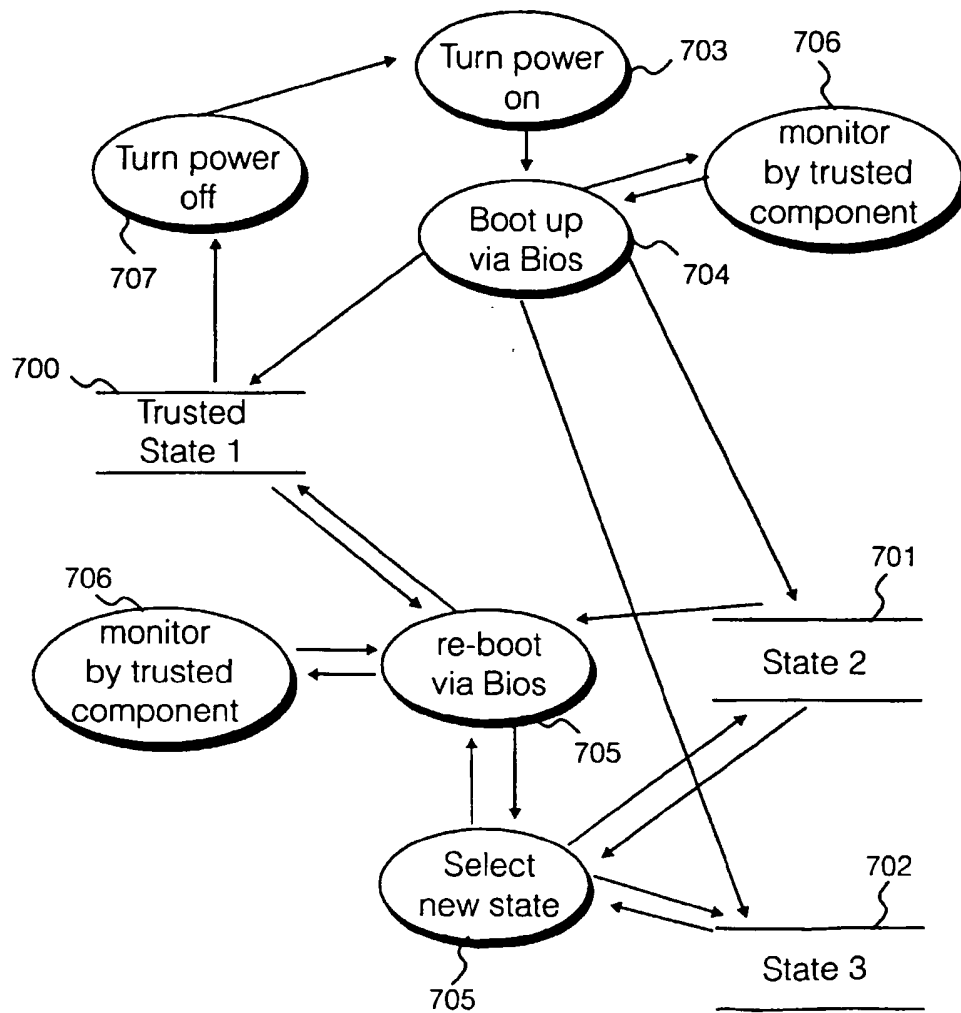 703
Turn power
on
706
monitor
by trusted
component
Turn power
off
707
Boot up
via Bios
704
700
Trusted
State 1
701
State 2
706
monitor
by trusted
component
re-boot
via Bios
705
Select
new state
705
702
State 3